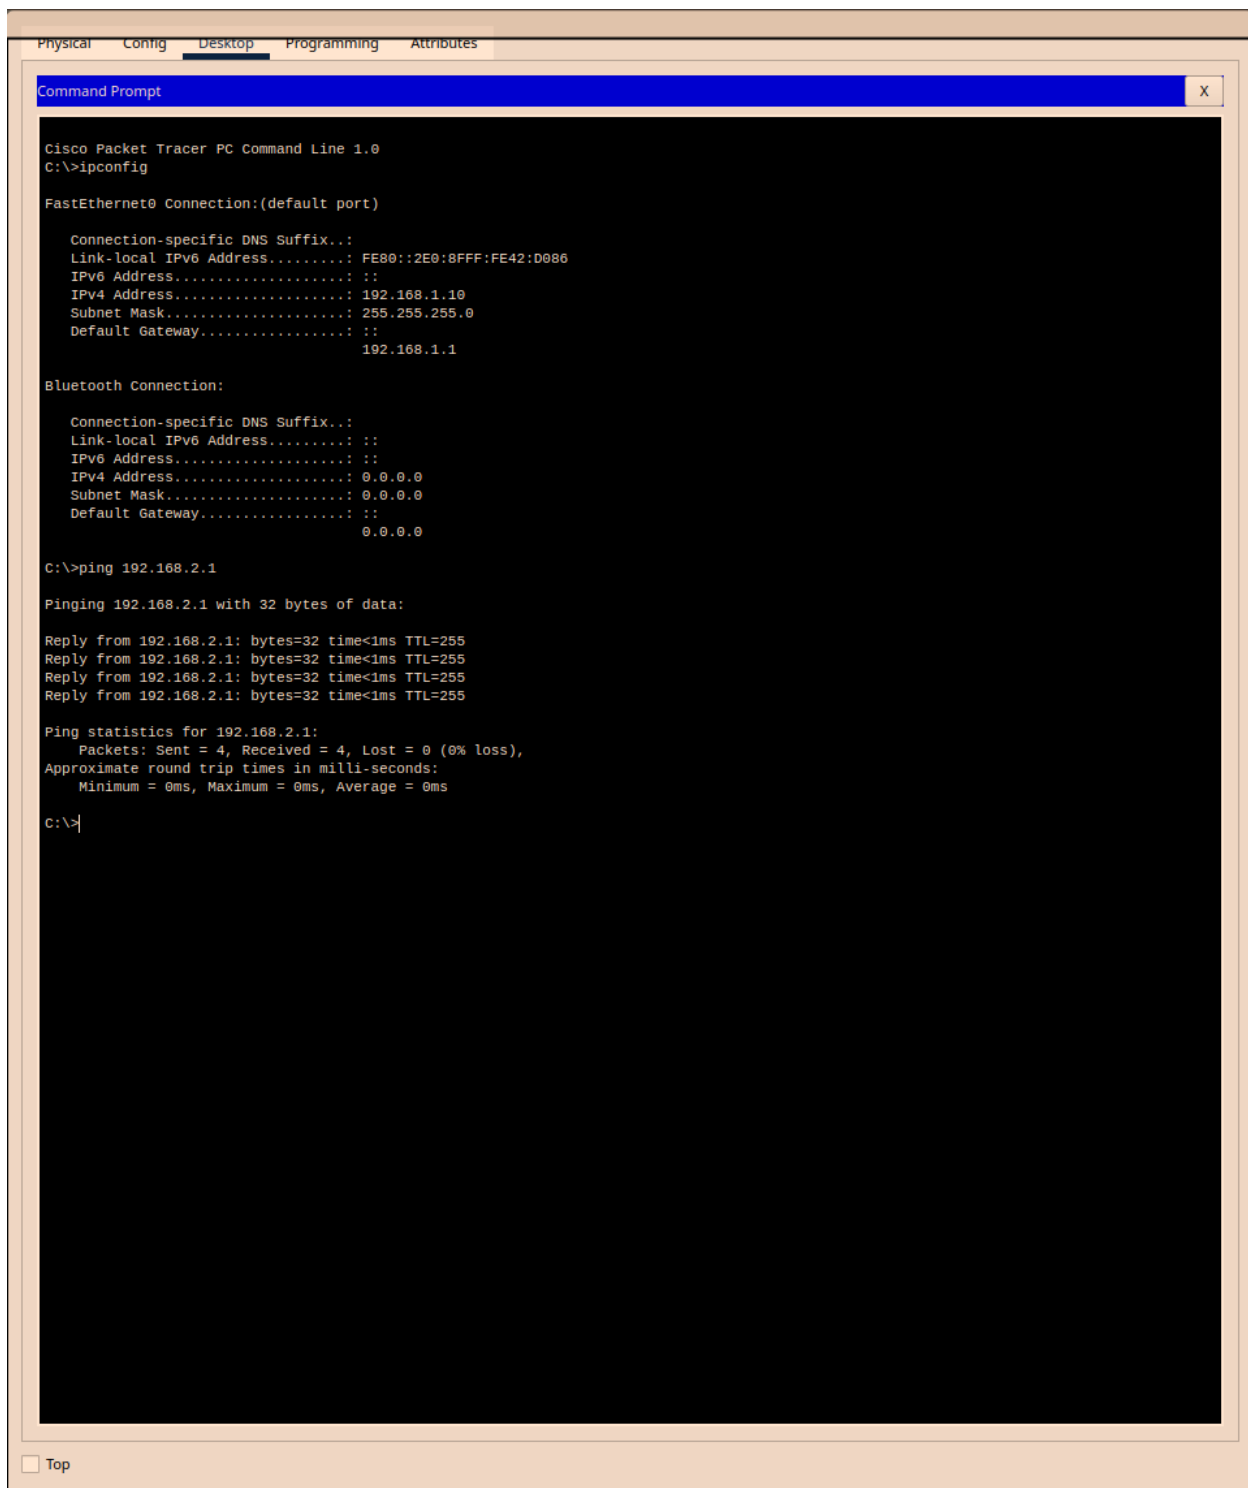 Physical Config Desktop Programming Attributes
Command Prompt X
Cisco Packet Tracer PC Command Line 1.0
C:\>ipconfig
FastEthernet0 Connection:(default port)
Connection-specific DNS Suffix..:
Link-local IPv6 Address.........: FE80::2E0:8FFF:FE42:D086
IPv6 Address....................: ::
IPv4 Address....................: 192.168.1.10
Subnet Mask.....................: 255.255.255.0
Default Gateway.................: ::
192.168.1.1
Bluetooth Connection:
Connection-specific DNS Suffix..:
Link-local IPv6 Address.........: ::
IPv6 Address....................: ::
IPv4 Address....................: 0.0.0.0
Subnet Mask.....................: 0.0.0.0
Default Gateway.................: ::
0.0.0.0
C:\>ping 192.168.2.1
Pinging 192.168.2.1 with 32 bytes of data:
Reply from 192.168.2.1: bytes=32 time<1ms TTL=255
Reply from 192.168.2.1: bytes=32 time<1ms TTL=255
Reply from 192.168.2.1: bytes=32 time<1ms TTL=255
Reply from 192.168.2.1: bytes=32 time<1ms TTL=255
Ping statistics for 192.168.2.1:
Packets: Sent = 4, Received = 4, Lost = 0 (0% loss),
Approximate round trip times in milli-seconds:
Minimum = 0ms, Maximum = 0ms, Average = 0ms
C:\>
Top